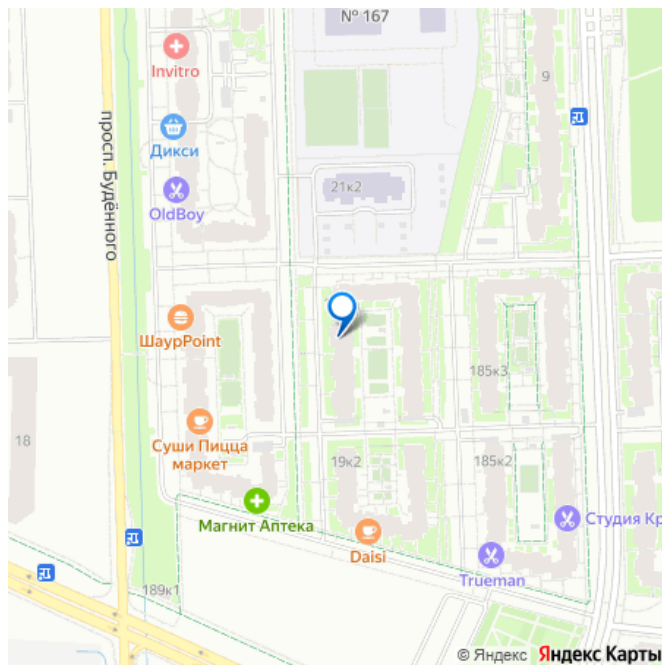 № 167
Invitro
9
Дикси
просп. Будённого
21к2
OldBoy
ШаурPoint
185к3
Суши Пицца
маркет
18
19к2
185к2
Магнит Аптека
Студия Кр
Daisi
Trueman
189к1
© Яндекс Яндекс Карты